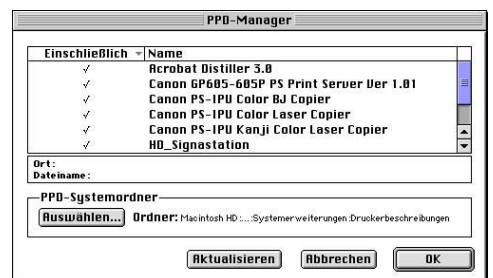 PPD-Manager
Einschließlich Name
✓ Acrobat Distiller 3.0
✓ Canon GP605-605P PS Print Server Ver 1.01
✓ Canon PS-IPU Color BJ Copier
✓ Canon PS-IPU Color Laser Copier
✓ Canon PS-IPU Kanji Color Laser Copier
✓ HD_Signastation
Ort:
Dateiname:
PPD-Systemordner
Auswählen... Ordner: Macintosh HD:...:Systemerweiterungen:Druckerbeschreibungen
Aktualisieren Abbrechen OK